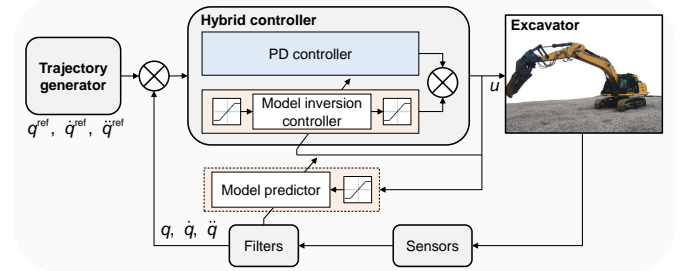 Hybrid controller
Excavator
PD controller
Trajectory
generator
u
Model inversion
controller
q^ref, q̇^ref, q̈^ref
Model predictor
q, q̇, q̈
Filters
Sensors